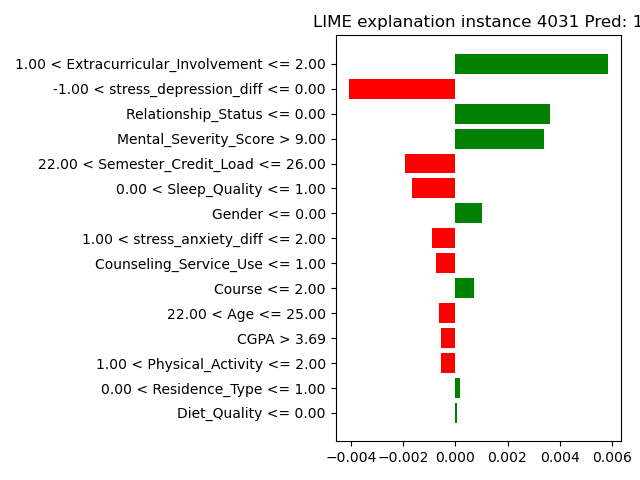 LIME explanation instance 4031 Pred: 1
1.00 < Extracurricular_Involvement <= 2.00
-1.00 < stress_depression_diff <= 0.00
Relationship_Status <= 0.00
Mental_Severity_Score > 9.00
22.00 < Semester_Credit_Load <= 26.00
0.00 < Sleep_Quality <= 1.00
Gender <= 0.00
1.00 < stress_anxiety_diff <= 2.00
Counseling_Service_Use <= 1.00
Course <= 2.00
22.00 < Age <= 25.00
CGPA > 3.69
1.00 < Physical_Activity <= 2.00
0.00 < Residence_Type <= 1.00
Diet_Quality <= 0.00
−0.004 −0.002 0.000 0.002 0.004 0.006